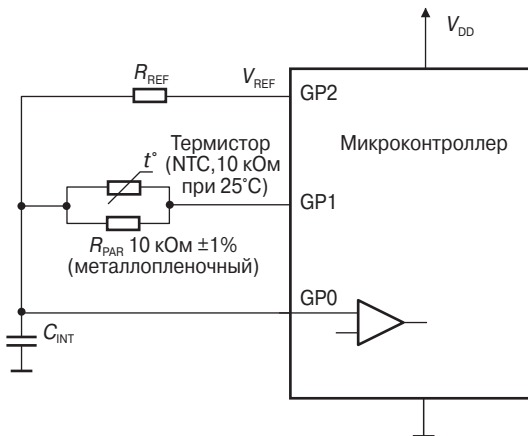 V_DD
R_REF
V_REF
GP2
Термистор
(NTC, 10 кОм
при 25˚C)
t˚
Микроконтроллер
GP1
R_PAR 10 кОм ±1%
(металлопленочный)
GP0
C_INT